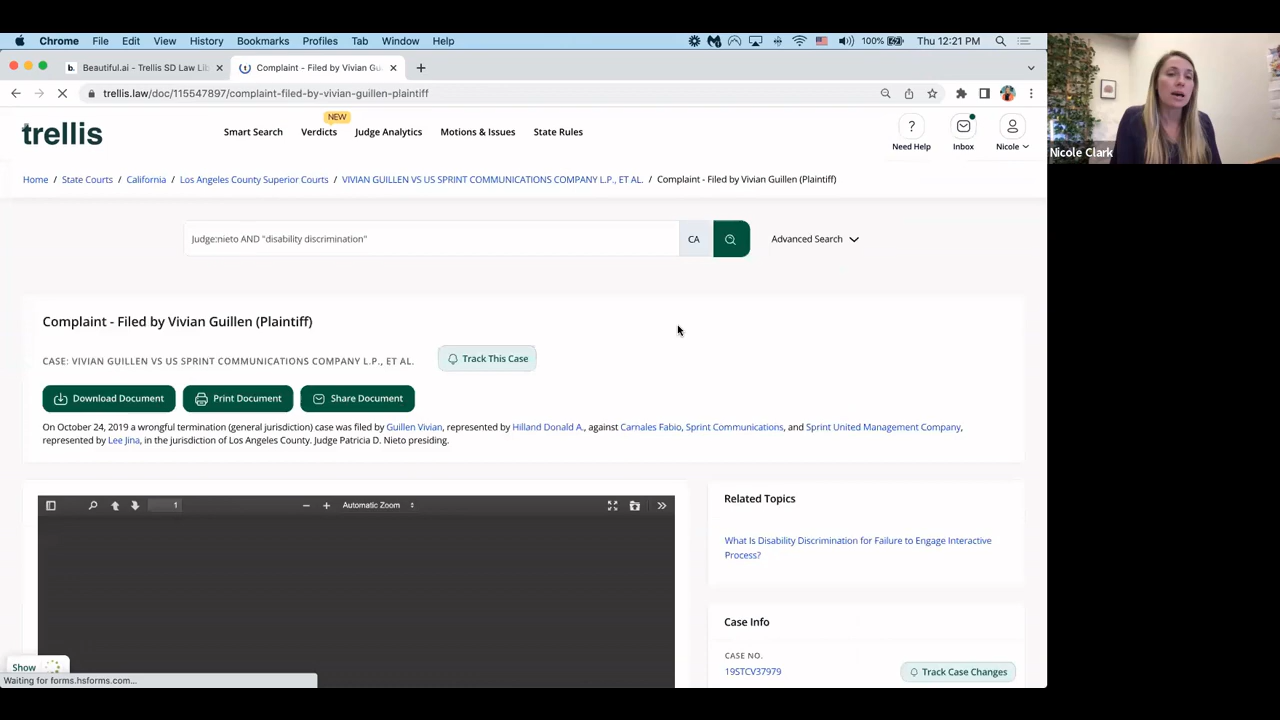 Chrome File Edit View History Bookmarks Profiles Tab Window Help 100% Thu 12:21 PM
b. Beautiful.ai - Trellis SD Law Lib Complaint - Filed by Vivian Gu
trellis.law/doc/115547897/complaint-filed-by-vivian-guillen-plaintiff
trellis
Smart Search
NEW
Verdicts
Judge Analytics
Motions & Issues
State Rules
? Need Help
Inbox
Nicole
Nicole Clark
Home / State Courts / California / Los Angeles County Superior Courts / VIVIAN GUILLEN VS US SPRINT COMMUNICATIONS COMPANY L.P., ET AL. / Complaint - Filed by Vivian Guillen (Plaintiff)
Judge:nieto AND "disability discrimination" CA Advanced Search
Complaint - Filed by Vivian Guillen (Plaintiff)
CASE: VIVIAN GUILLEN VS US SPRINT COMMUNICATIONS COMPANY L.P., ET AL. Track This Case
Download Document Print Document Share Document
On October 24, 2019 a wrongful termination (general jurisdiction) case was filed by Guillen Vivian, represented by Hilland Donald A., against Carnales Fabio, Sprint Communications, and Sprint United Management Company,
represented by Lee Jina, in the jurisdiction of Los Angeles County. Judge Patricia D. Nieto presiding.
1 Automatic Zoom
Related Topics
What Is Disability Discrimination for Failure to Engage Interactive
Process?
Case Info
CASE NO.
19STCV37979 Track Case Changes
Show
Waiting for forms.hsforms.com...